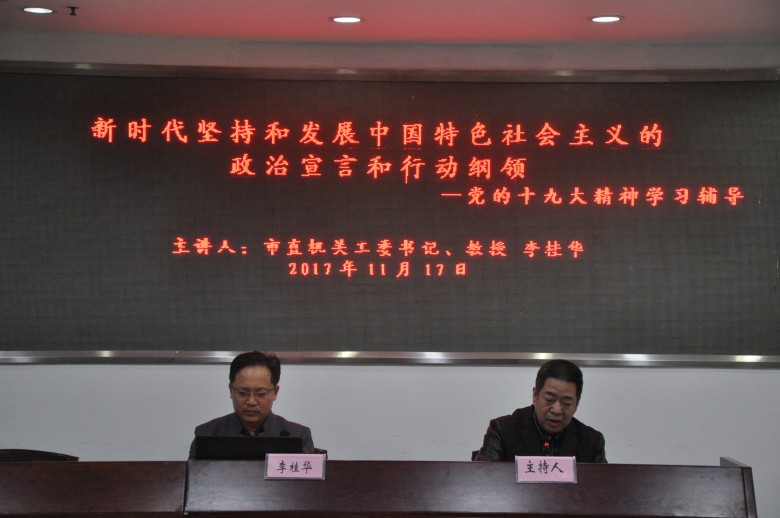 新时代坚持和发展中国特色社会主义的
政治宣言和行动纲领
—党的十九大精神学习辅导
主讲人：市直机关工委书记、教授 李桂华
2017年11月17日
李桂华
主持人